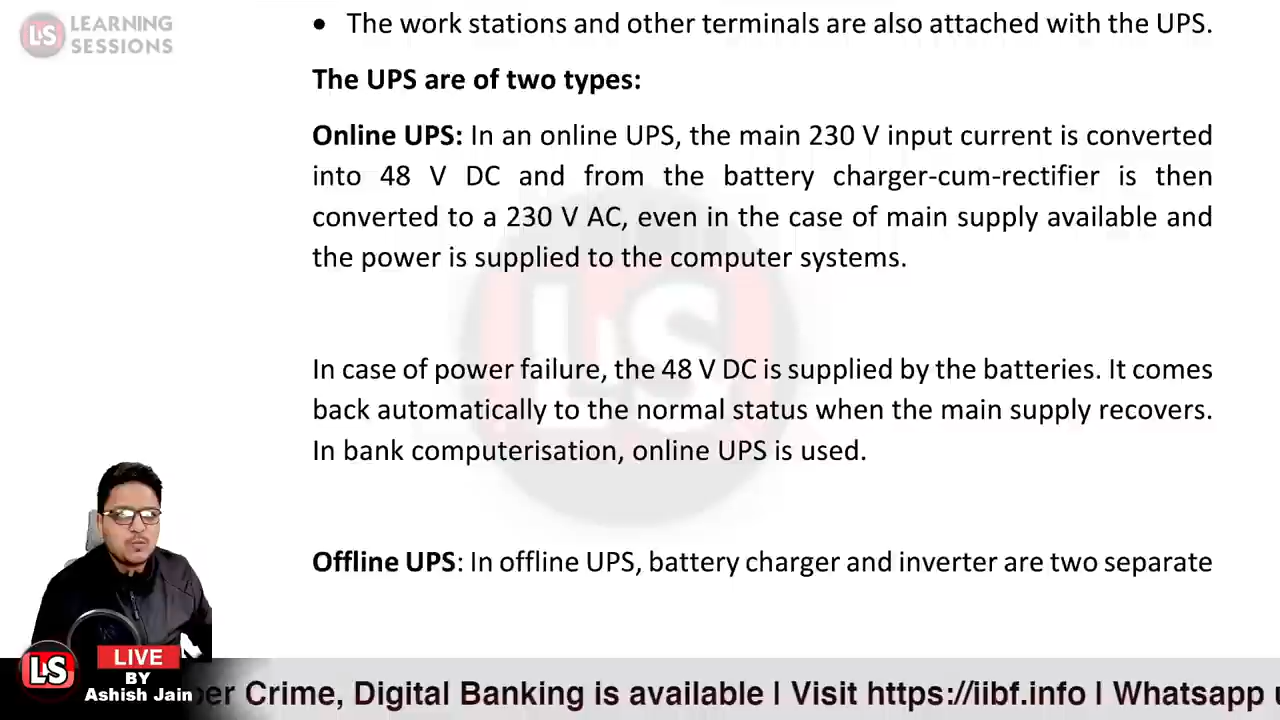 LS LEARNING
SESSIONS
• The work stations and other terminals are also attached with the UPS.
The UPS are of two types:
Online UPS: In an online UPS, the main 230 V input current is converted
into 48 V DC and from the battery charger-cum-rectifier is then
converted to a 230 V AC, even in the case of main supply available and
the power is supplied to the computer systems.
In case of power failure, the 48 V DC is supplied by the batteries. It comes
back automatically to the normal status when the main supply recovers.
In bank computerisation, online UPS is used.
Offline UPS: In offline UPS, battery charger and inverter are two separate
LS
LS
LIVE
BY
Ashish Jain
Crime, Digital Banking is available I Visit https://iibf.info I Whatsapp